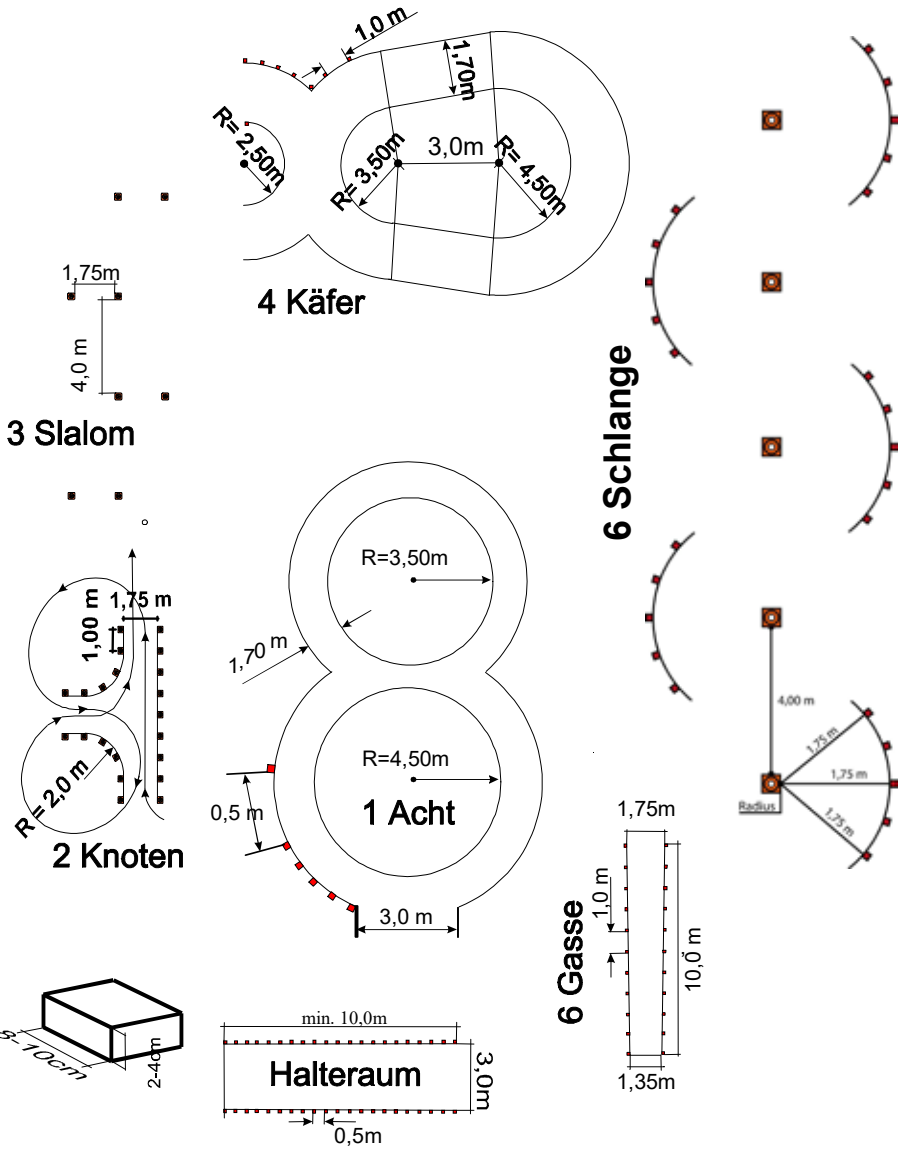 1,0 m
1,70m
R= 2,50m
R= 3,50m
3,0m
R= 4,50m
4 Käfer
1,75m
4,0 m
3 Slalom
6 Schlange
4,00 m
1,75 m
1,75 m
1,75 m
Radius
1,75 m
1,00 m
R = 2,0 m
2 Knoten
R=3,50m
1,70 m
R=4,50m
1 Acht
0,5 m
3,0 m
1,75m
1,0 m
10,0 m
6 Gasse
1,35m
8-10cm
2-4cm
min. 10,0m
Halteraum
3,0m
0,5m